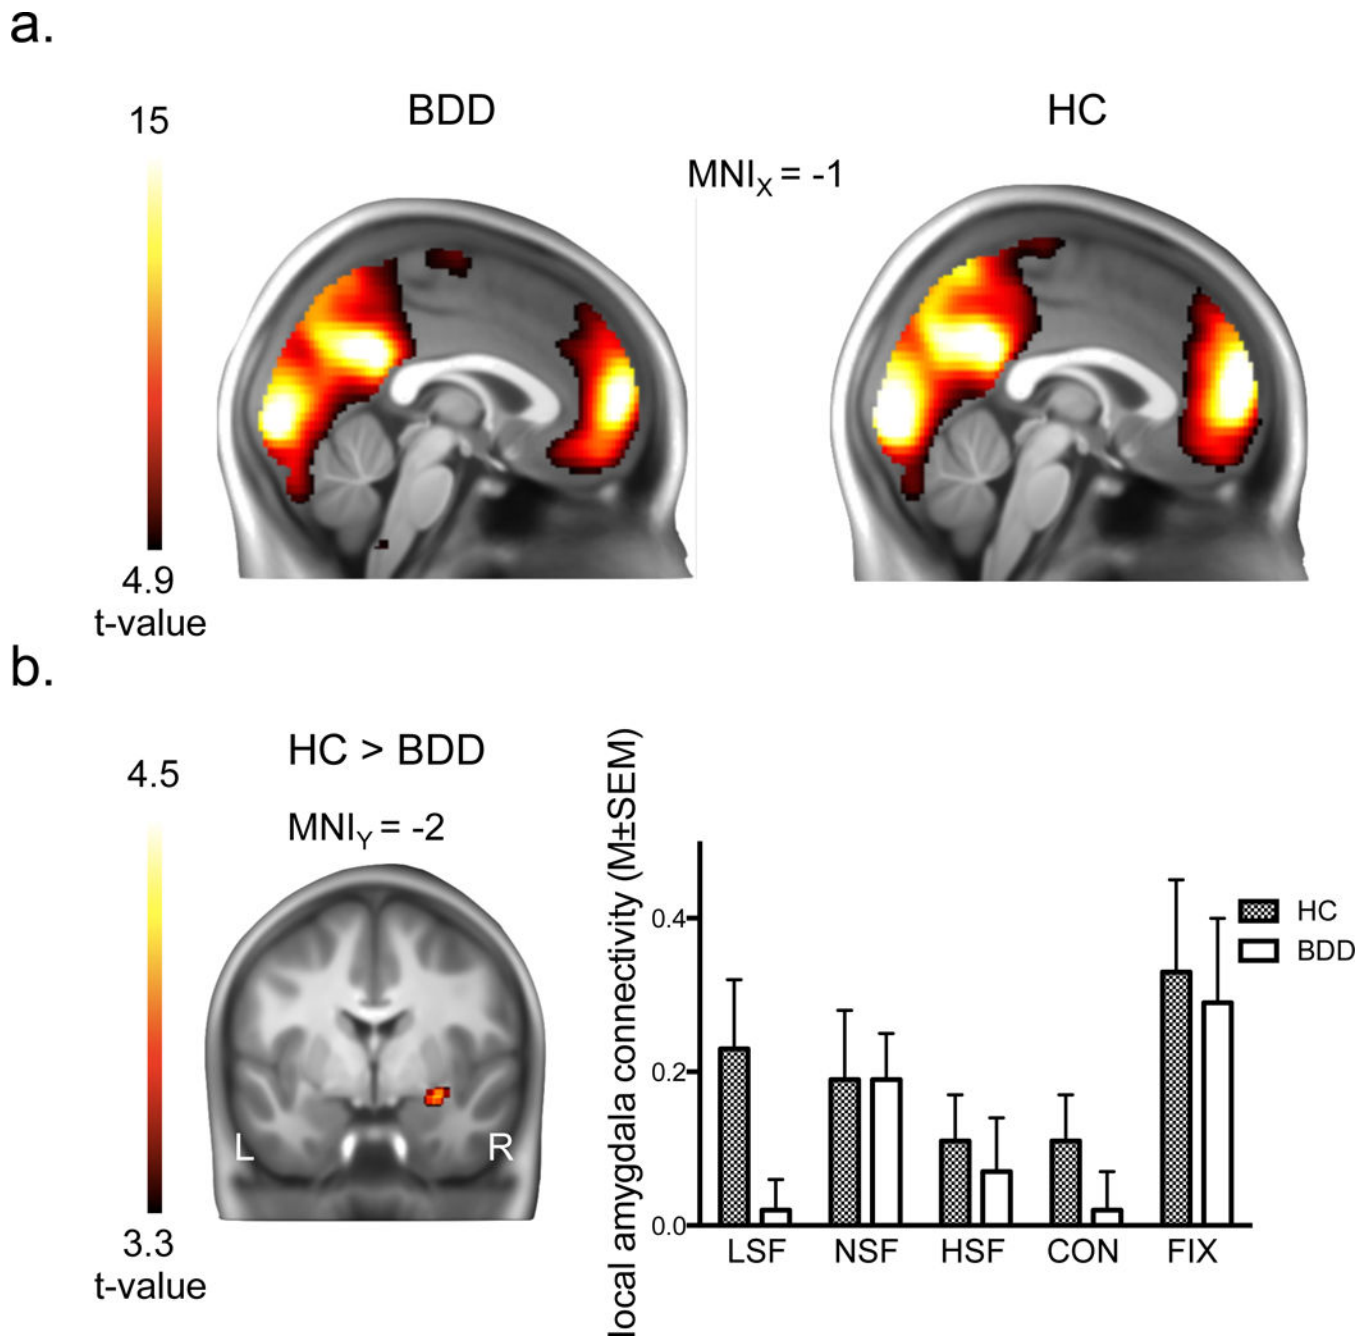 a.
BDD
HC
15
MNIX = -1
4.9
t-value
b.
HC > BDD
4.5
MNIY = -2
L
R
3.3
t-value
local amygdala connectivity (M±SEM)
0.4
0.2
0.0
HC
BDD
LSF NSF HSF CON FIX